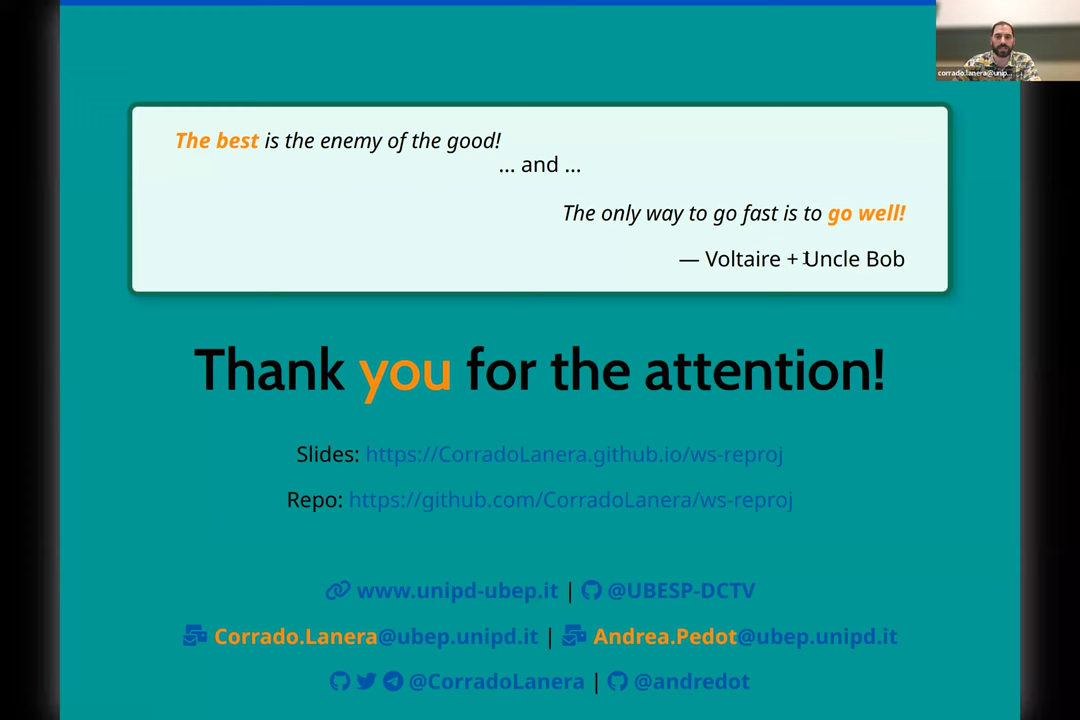 corrado.lanera@unip...
The best is the enemy of the good!
... and ...
The only way to go fast is to go well!
— Voltaire + Uncle Bob
Thank you for the attention!
Slides: https://CorradoLanera.github.io/ws-reproj
Repo: https://github.com/CorradoLanera/ws-reproj
www.unipd-ubep.it | @UBESP-DCTV
Corrado.Lanera@ubep.unipd.it | Andrea.Pedot@ubep.unipd.it
@CorradoLanera | @andredot